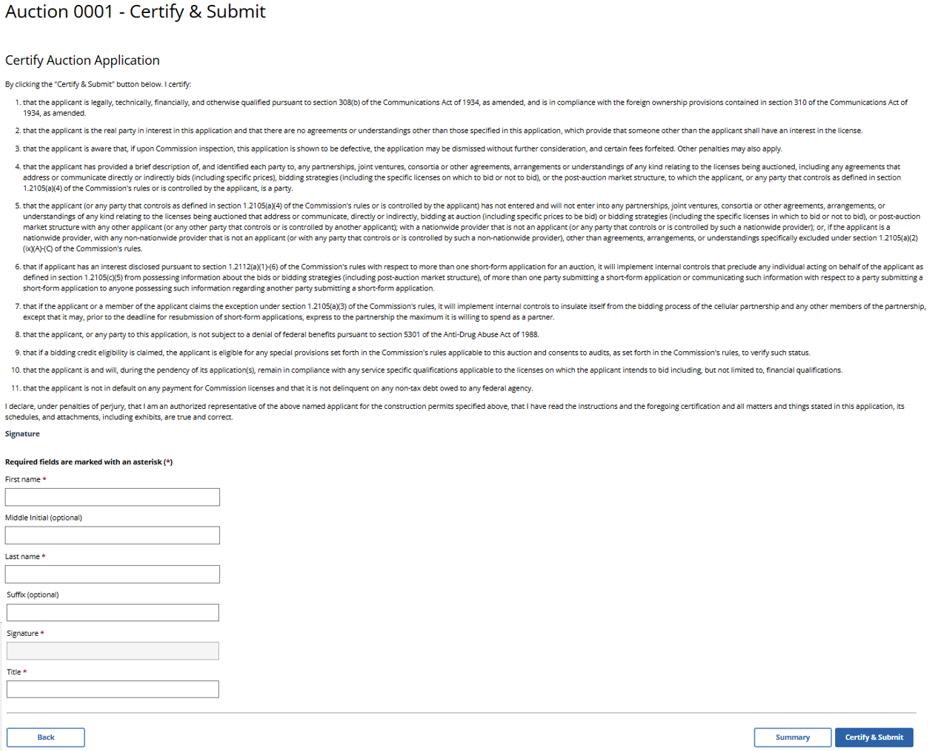 Auction 0001 - Certify & Submit
Certify Auction Application
By clicking the "Certify & Submit" button below. I certify:
1. that the applicant is legally, technically, financially, and otherwise qualified pursuant to section 308(b) of the Communications Act of 1934, as amended, and is in compliance with the foreign ownership provisions contained in section 310 of the Communications Act of
1934, as amended.
2. that the applicant is the real party in interest in this application and that there are no agreements or understandings other than those specified in this application, which provide that someone other than the applicant shall have an interest in the license.
3. that the applicant is aware that, if upon Commission inspection, this application is shown to be defective, the application may be dismissed without further consideration, and certain fees forfeited. Other penalties may also apply.
4. that the applicant has provided a brief description of, and identified each party to, any partnerships, joint ventures, consortia or other agreements, arrangements or understandings of any kind relating to the licenses being auctioned, including any agreements that
address or communicate directly or indirectly bids (including specific prices), bidding strategies (including the specific licenses on which to bid or not to bid), or the post-auction market structure, to which the applicant, or any party that controls as defined in section
1.2105(a)(4) of the Commission's rules or is controlled by the applicant, is a party.
5. that the applicant (or any party that controls as defined in section 1.2105(a)(4) of the Commission's rules or is controlled by the applicant) has not entered and will not enter into any partnerships, joint ventures, consortia or other agreements, arrangements, or
understandings of any kind relating to the licenses being auctioned that address or communicate, directly or indirectly, bidding at auction (including specific prices to be bid) or bidding strategies (including the specific licenses in which to bid or not to bid), or post-auction
market structure with any other applicant (or any other party that controls or is controlled by another applicant); with a nationwide provider that is not an applicant (or any party that controls or is controlled by such a nationwide provider); or, if the applicant is a
nationwide provider, with any non-nationwide provider that is not an applicant (or with any party that controls or is controlled by such a non-nationwide provider), other than agreements, arrangements, or understandings specifically excluded under section 1.2105(a)(2)
(ix)(A)-(C) of the Commission's rules.
6. that if applicant has an interest disclosed pursuant to section 1.2112(a)(1)-(6) of the Commission's rules with respect to more than one short-form application for an auction, it will implement internal controls that preclude any individual acting on behalf of the applicant as
defined in section 1.2105(c)(5) from possessing information about the bids or bidding strategies (including post-auction market structure), of more than one party submitting a short-form application or communicating such information with respect to a party submitting a
short-form application to anyone possessing such information regarding another party submitting a short-form application.
7. that if the applicant or a member of the applicant claims the exception under section 1.2105(a)(3) of the Commission's rules, it will implement internal controls to insulate itself from the bidding process of the cellular partnership and any other members of the partnership,
except that it may, prior to the deadline for resubmission of short-form applications, express to the partnership the maximum it is willing to spend as a partner.
8. that the applicant, or any party to this application, is not subject to a denial of federal benefits pursuant to section 5301 of the Anti-Drug Abuse Act of 1988.
9. that if a bidding credit eligibility is claimed, the applicant is eligible for any special provisions set forth in the Commission's rules applicable to this auction and consents to audits, as set forth in the Commission's rules, to verify such status.
10. that the applicant is and will, during the pendency of its application(s), remain in compliance with any service specific qualifications applicable to the licenses on which the applicant intends to bid including, but not limited to, financial qualifications.
11. that the applicant is not in default on any payment for Commission licenses and that it is not delinquent on any non-tax debt owed to any federal agency.
I declare, under penalties of perjury, that I am an authorized representative of the above named applicant for the construction permits specified above, that I have read the instructions and the foregoing certification and all matters and things stated in this application, its
schedules, and attachments, including exhibits, are true and correct.
Signature
Required fields are marked with an asterisk (*)
First name *
Middle Initial (optional)
Last name *
Suffix (optional)
Signature *
Title *
Back Summary Certify & Submit